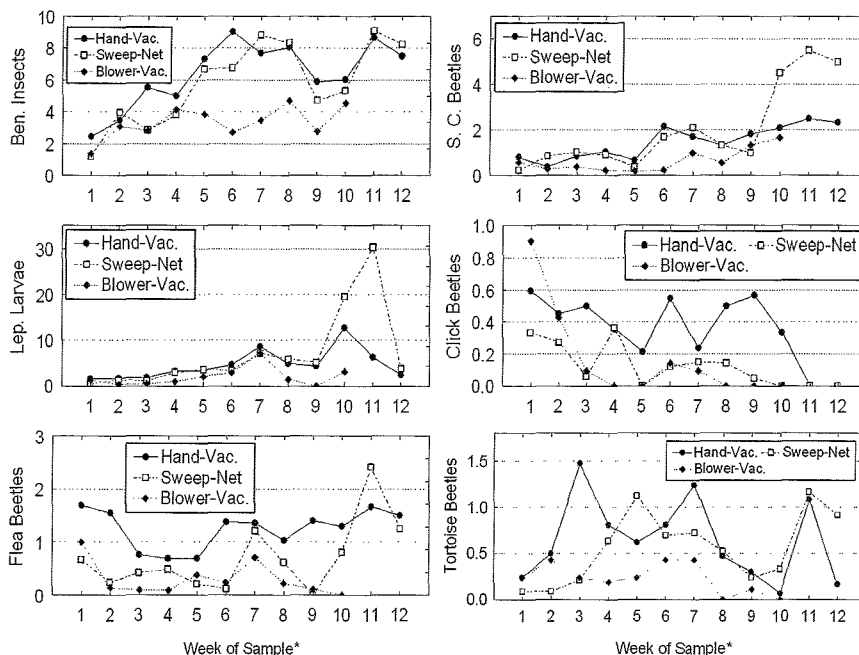 Ben. Insects
10
8
6
4
2
0
Hand-Vac.
Sweep-Net
Blower-Vac.
1 2 3 4 5 6 7 8 9 10 11 12
S. C. Beetles
6
4
2
0
Hand-Vac.
Sweep-Net
Blower-Vac.
1 2 3 4 5 6 7 8 9 10 11 12
Lep. Larvae
30
20
10
0
Hand-Vac.
Sweep-Net
Blower-Vac.
1 2 3 4 5 6 7 8 9 10 11 12
Click Beetles
1.0
0.8
0.6
0.4
0.2
0.0
Hand-Vac. Sweep-Net
Blower-Vac.
1 2 3 4 5 6 7 8 9 10 11 12
Flea Beetles
3
2
1
0
Hand-Vac.
Sweep-Net
Blower-Vac.
1 2 3 4 5 6 7 8 9 10 11 12
Week of Sample*
Tortoise Beetles
1.5
1.0
0.5
0.0
Hand-Vac. Sweep-Net
Blower-Vac.
1 2 3 4 5 6 7 8 9 10 11 12
Week of Sample*